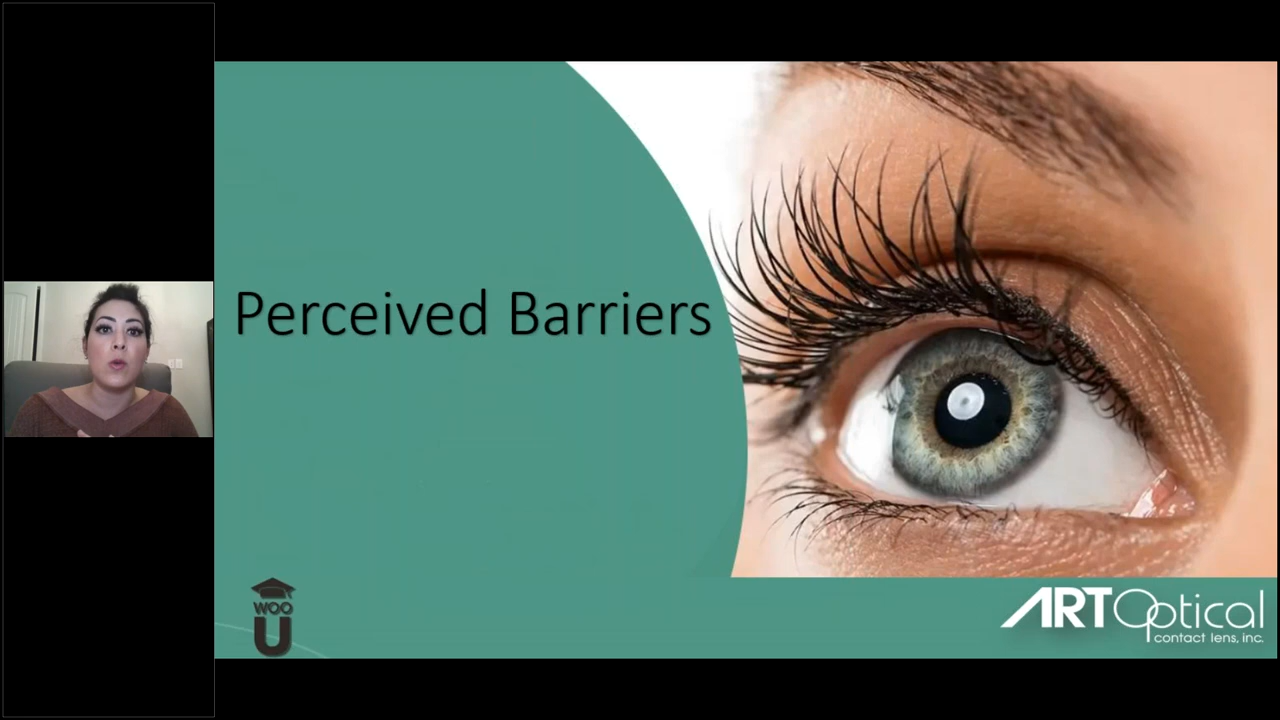 Perceived Barriers
WOO
U
ARTOptical
contact lens, inc.